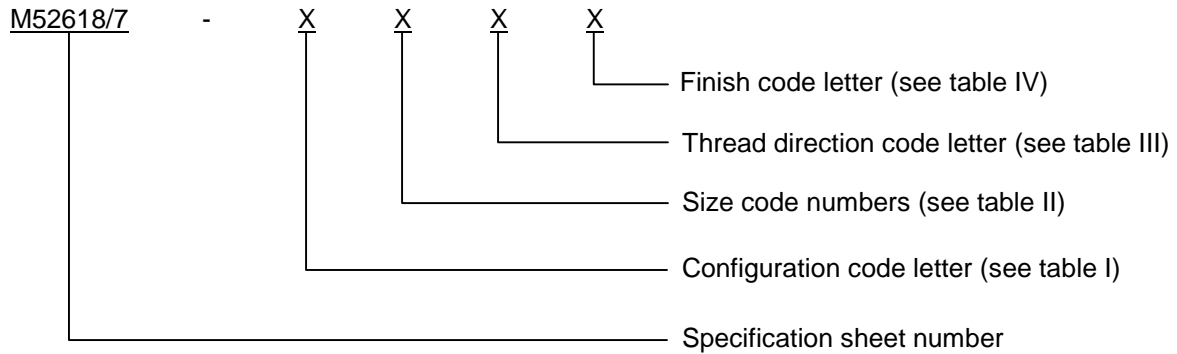 M52618/7 - X X X X
Finish code letter (see table IV)
Thread direction code letter (see table III)
Size code numbers (see table II)
Configuration code letter (see table I)
Specification sheet number